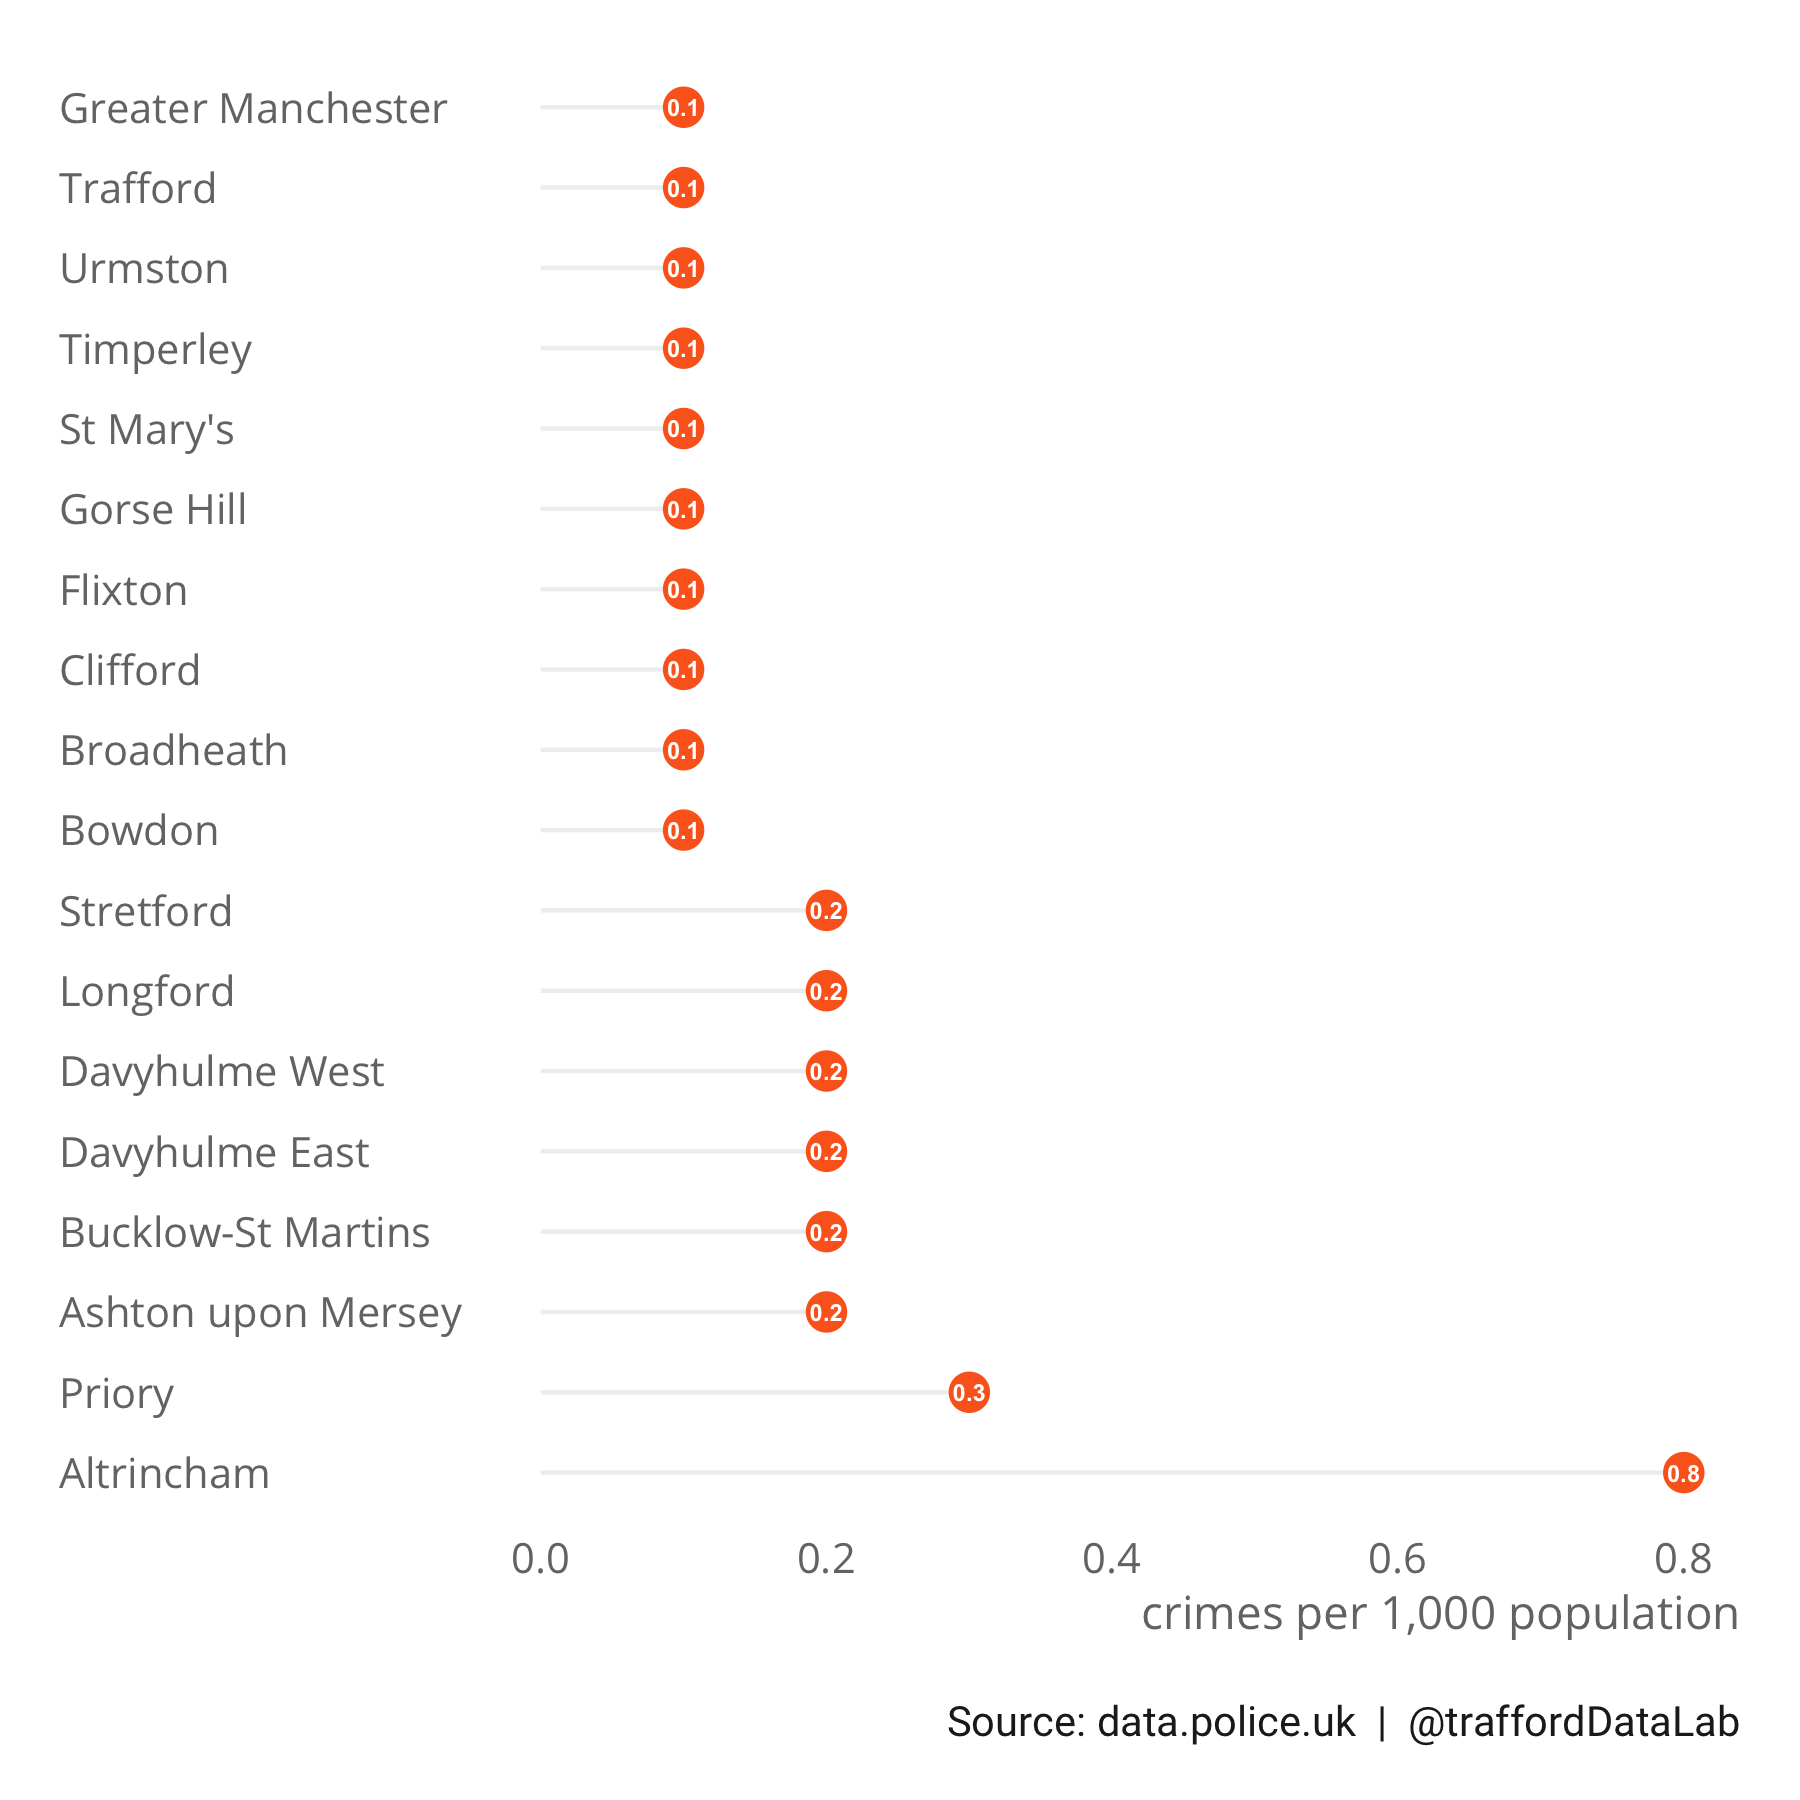 Greater Manchester 0.1
Trafford 0.1
Urmston 0.1
Timperley 0.1
St Mary's 0.1
Gorse Hill 0.1
Flixton 0.1
Clifford 0.1
Broadheath 0.1
Bowdon 0.1
Stretford 0.2
Longford 0.2
Davyhulme West 0.2
Davyhulme East 0.2
Bucklow-St Martins 0.2
Ashton upon Mersey 0.2
Priory 0.3
Altrincham 0.8
0.0 0.2 0.4 0.6 0.8
crimes per 1,000 population
Source: data.police.uk | @traffordDataLab